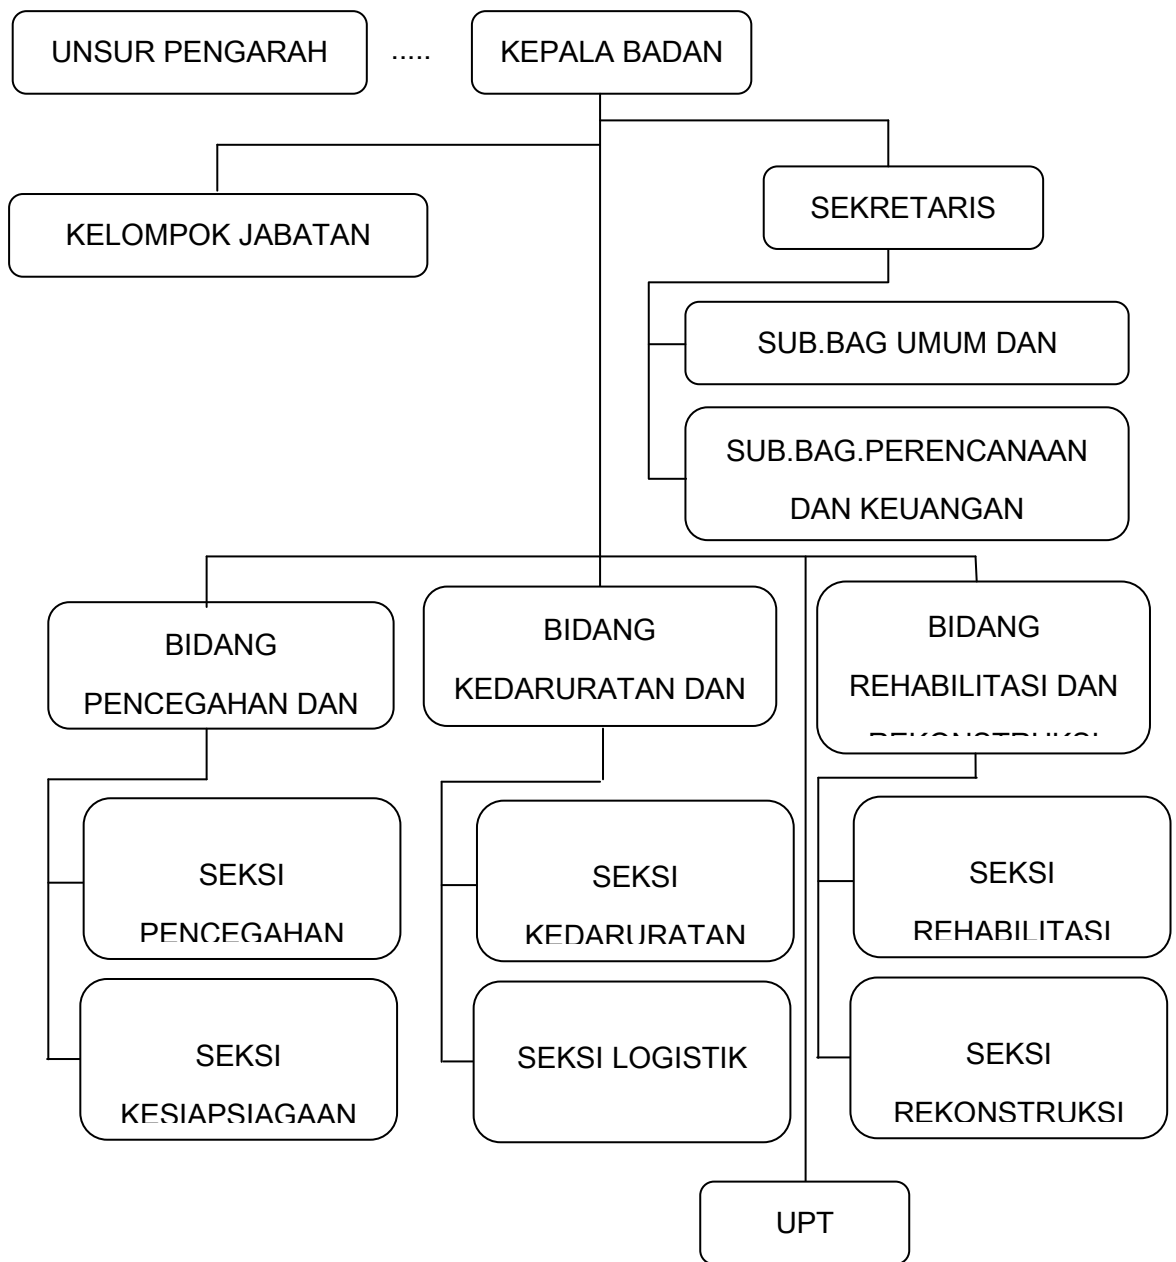 UNSUR PENGARAH ..... KEPALA BADAN
KELOMPOK JABATAN
SEKRETARIS
SUB.BAG UMUM DAN
SUB.BAG.PERENCANAAN
DAN KEUANGAN
BIDANG
PENCEGAHAN DAN
BIDANG
KEDARURATAN DAN
BIDANG
REHABILITASI DAN
REKONSTRUKSI
SEKSI
PENCEGAHAN
SEKSI
KEDARURATAN
SEKSI
REHABILITASI
SEKSI
KESIAPSIAGAAN
SEKSI LOGISTIK
SEKSI
REKONSTRUKSI
UPT